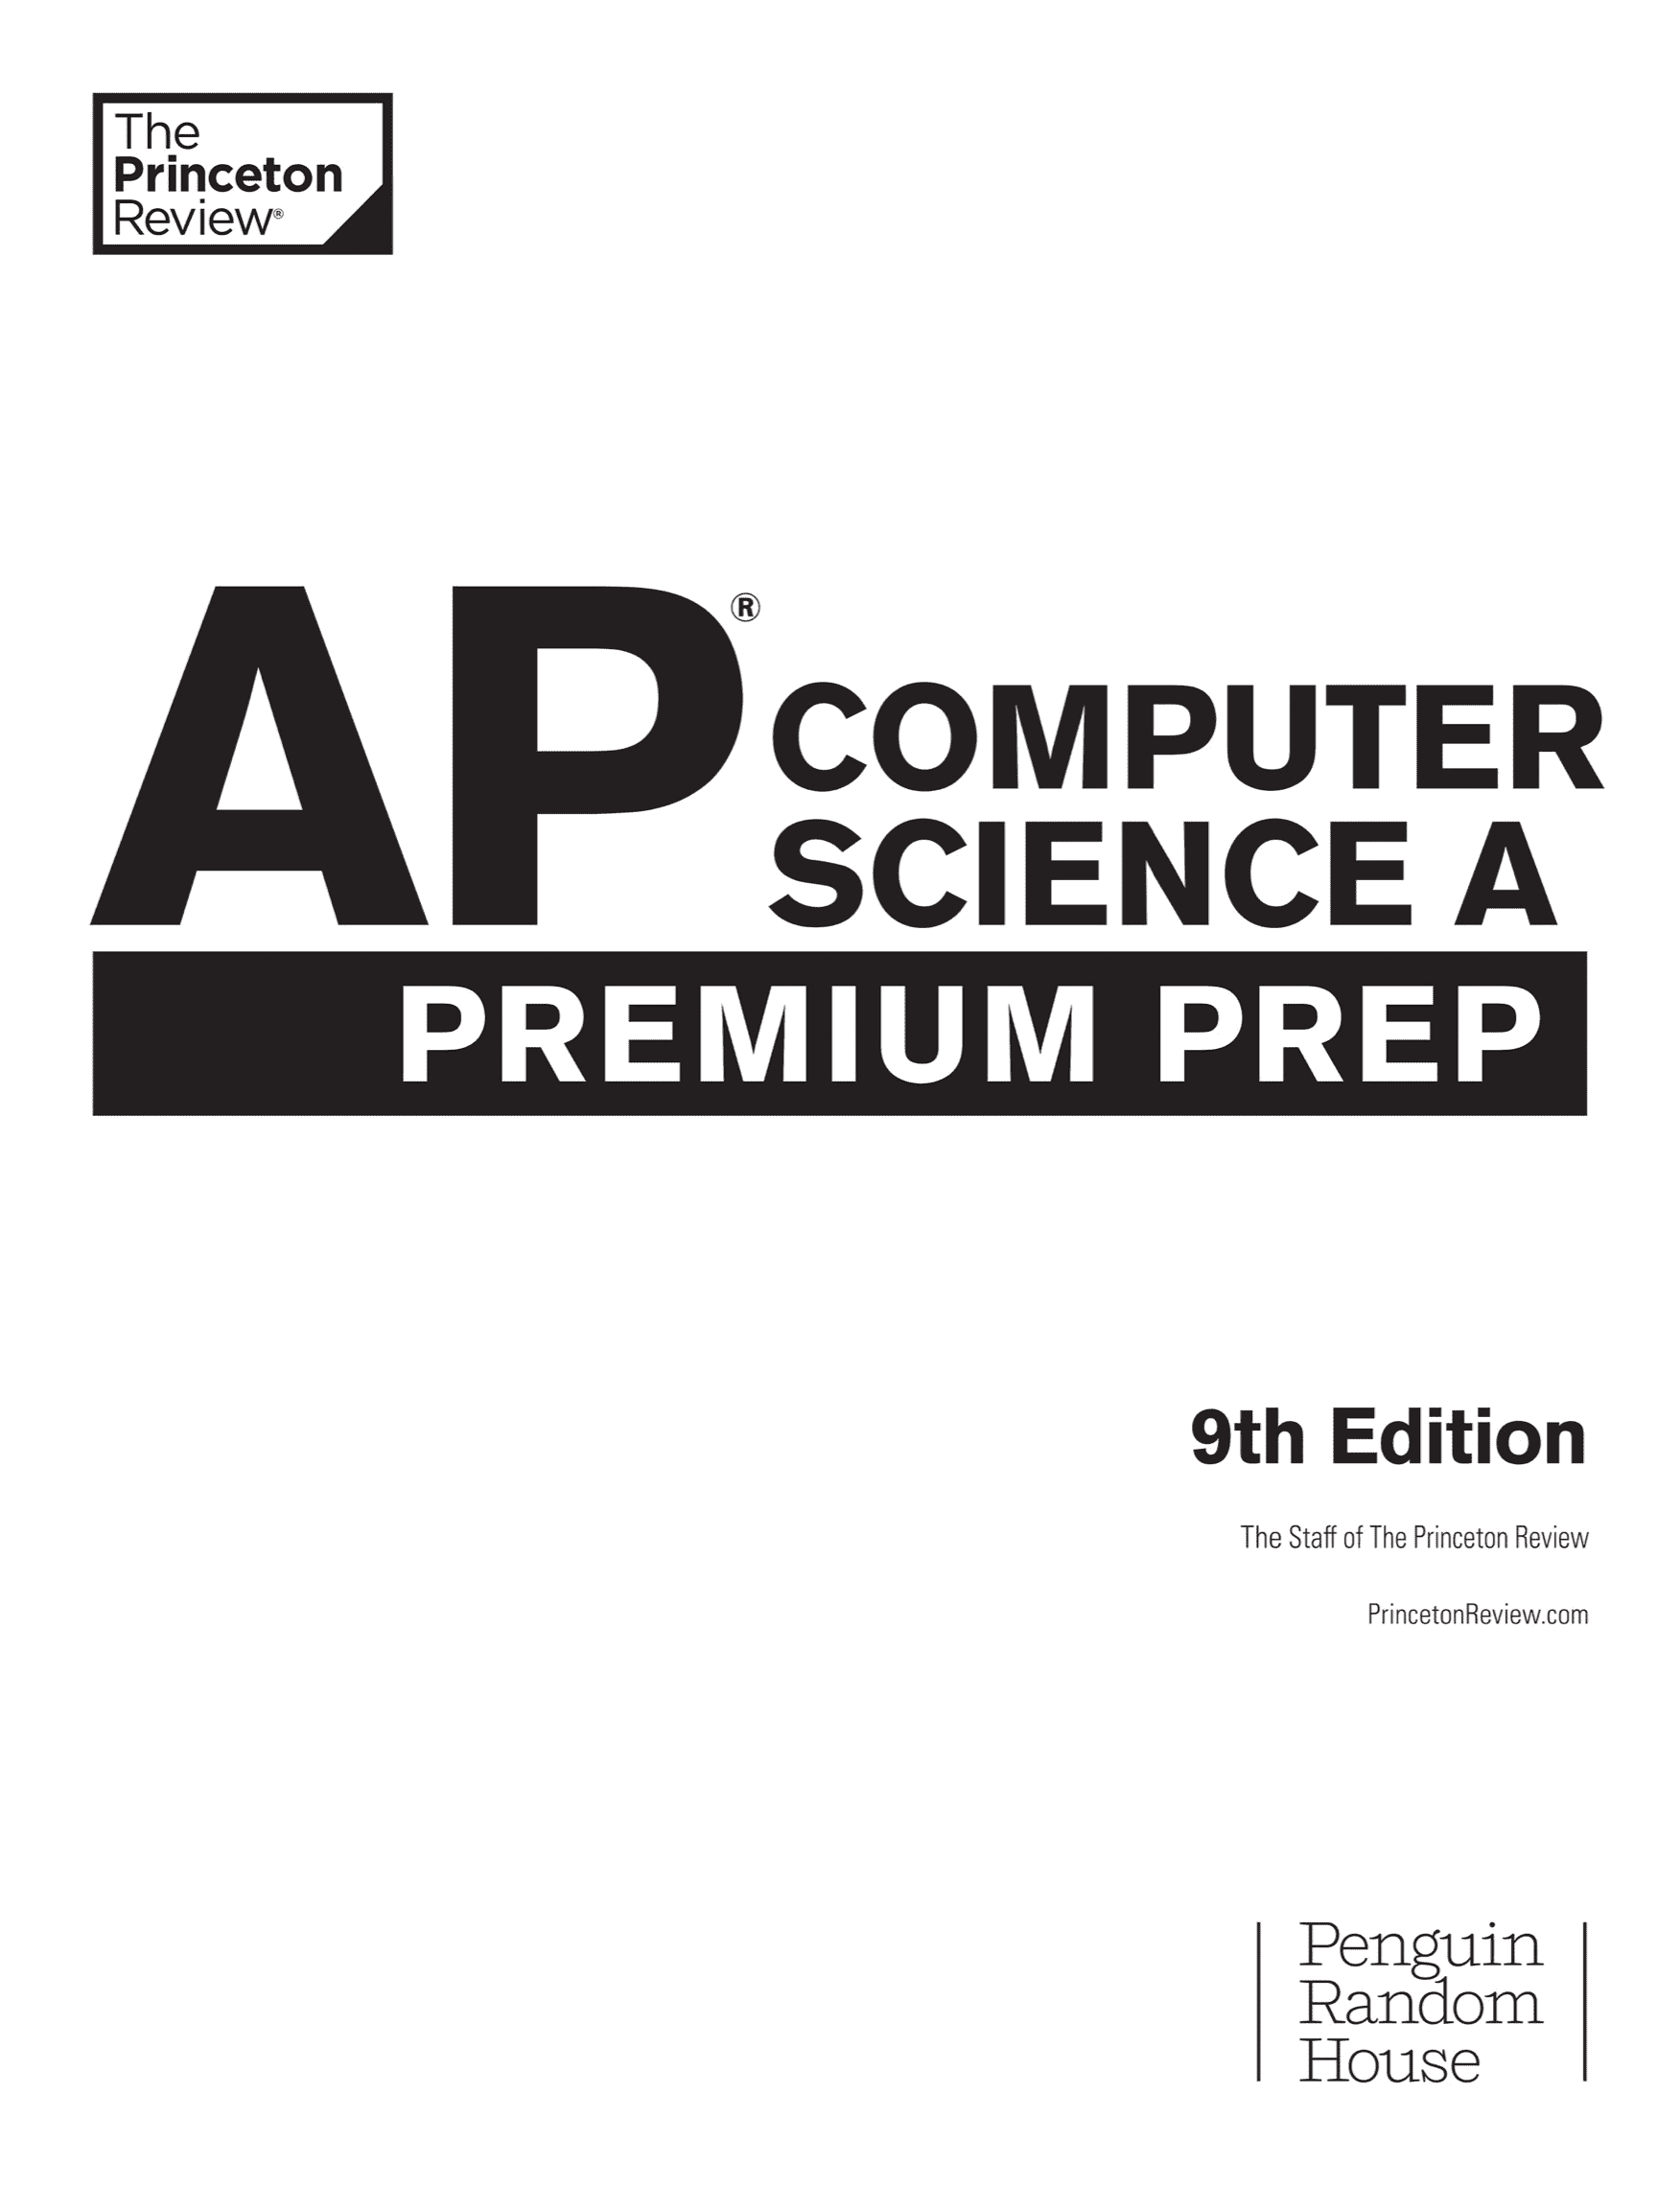 The
Princeton
Review®
AP®
COMPUTER
SCIENCE A
PREMIUM PREP
9th Edition
The Staff of The Princeton Review
PrincetonReview.com
Penguin
Random
House